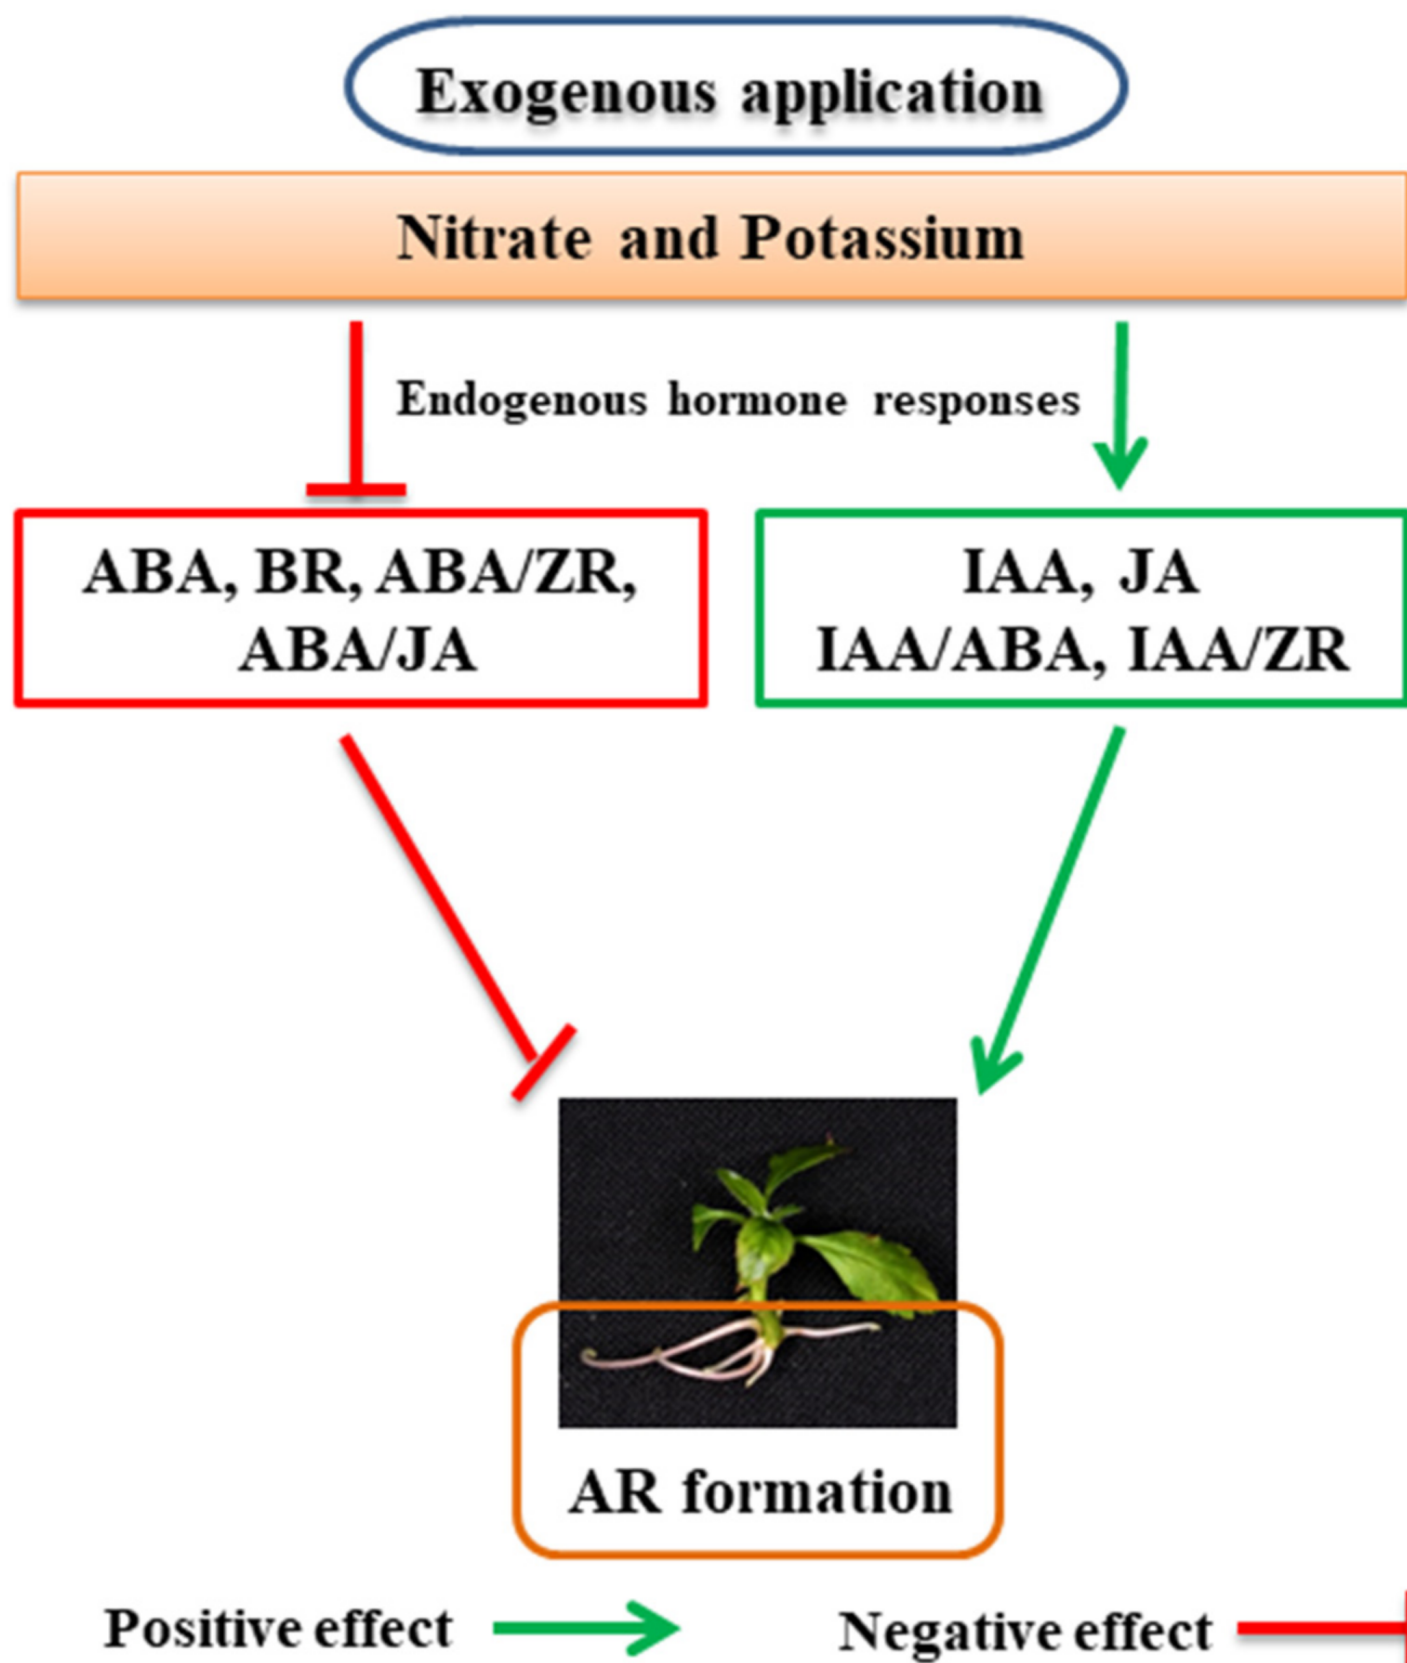 Exogenous application
Nitrate and Potassium
Endogenous hormone responses
ABA, BR, ABA/ZR,
ABA/JA
IAA, JA
IAA/ABA, IAA/ZR
AR formation
Positive effect
Negative effect